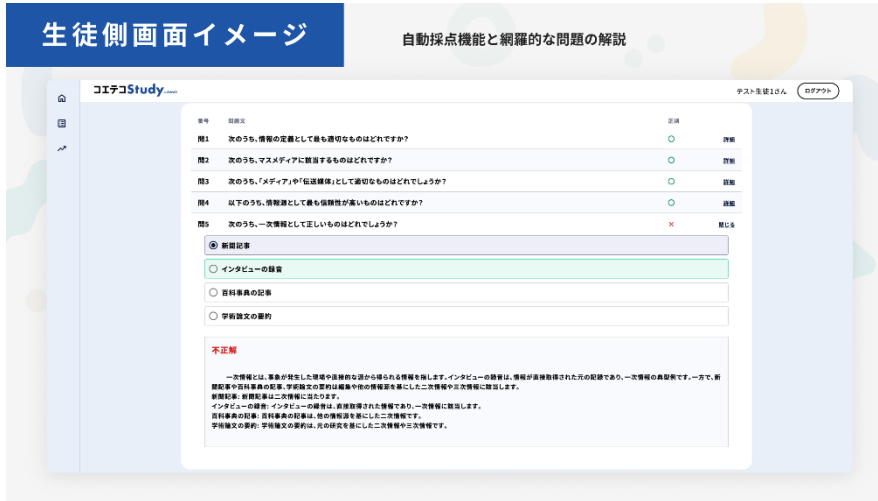 生徒側画面イメージ
自動採点機能と網羅的な問題の解説
コエテコStudy
テスト生徒1さん
ログアウト
番号 問題文 正誤
問1 次のうち、情報の定義として最も適切なものはどれですか? 詳細
問2 次のうち、マスメディアに該当するものはどれですか? 詳細
問3 次のうち、「メディア」や「伝送媒体」として適切なものはどれでしょうか? 詳細
問4 以下のうち、情報源として最も信頼性が高いものはどれですか? 詳細
問5 次のうち、一次情報として正しいものはどれでしょうか? × 閉じる
新聞記事
インタビューの録音
百科事典の記事
学術論文の要約
不正解
一次情報とは、事象が発生した現場や直接的な源から得られる情報を指します。インタビューの録音は、情報が直接取得された元の記録であり、一次情報の典型例です。一方で、新
聞記事や百科事典の記事、学術論文の要約は編集や他の情報源を基にした二次情報や三次情報に該当します。
新聞記事: 新聞記事は二次情報に当たります。
インタビューの録音: インタビューの録音は、直接取得された情報であり、一次情報に該当します。
百科事典の記事: 百科事典の記事は、他の情報源を基にした二次情報です。
学術論文の要約: 学術論文の要約は、元の研究を基にした二次情報や三次情報です。